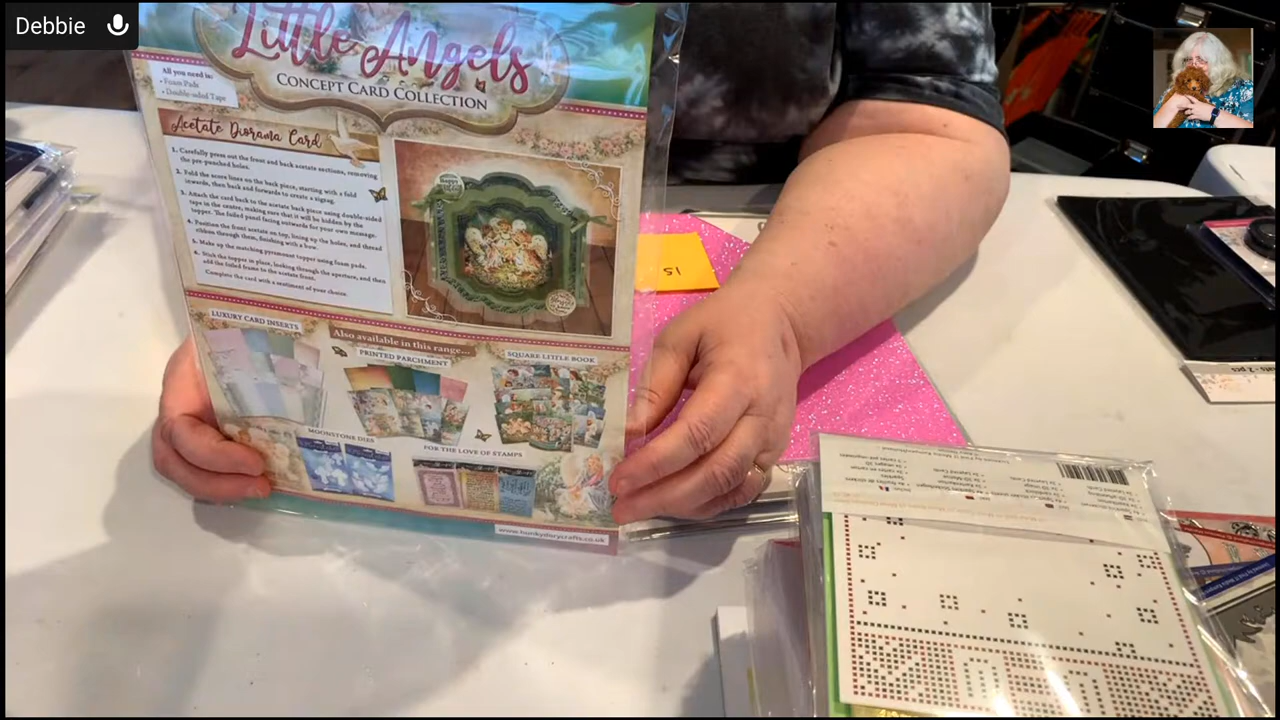 Debbie
Little Angels
CONCEPT CARD COLLECTION
All you need is:
• Foam Pads
• Double-sided Tape
Acetate Diorama Card
1. Carefully press out the front and back acetate sections, removing
the pre-punched holes.
2. Fold the score lines on the back piece, starting with a fold
inwards, then back and forwards to create a zigzag.
3. Attach the card back to the acetate back piece using double-sided
tape in the centre, making sure that it will be hidden by the
topper. The foiled panel facing outwards for your own message.
4. Position the front acetate on top, lining up the holes, and thread
ribbon through them, finishing with a bow.
5. Make up the matching pyramount topper using foam pads.
6. Stick the topper in place, looking through the aperture, and then
add the foiled frame to the acetate front.
Complete the card with a sentiment of your choice.
LUXURY CARD INSERTS
Also available in this range...
PRINTED PARCHMENT
SQUARE LITTLE BOOK
MOONSTONE DIES
FOR THE LOVE OF STAMPS
www.hunkydorycrafts.co.uk
15